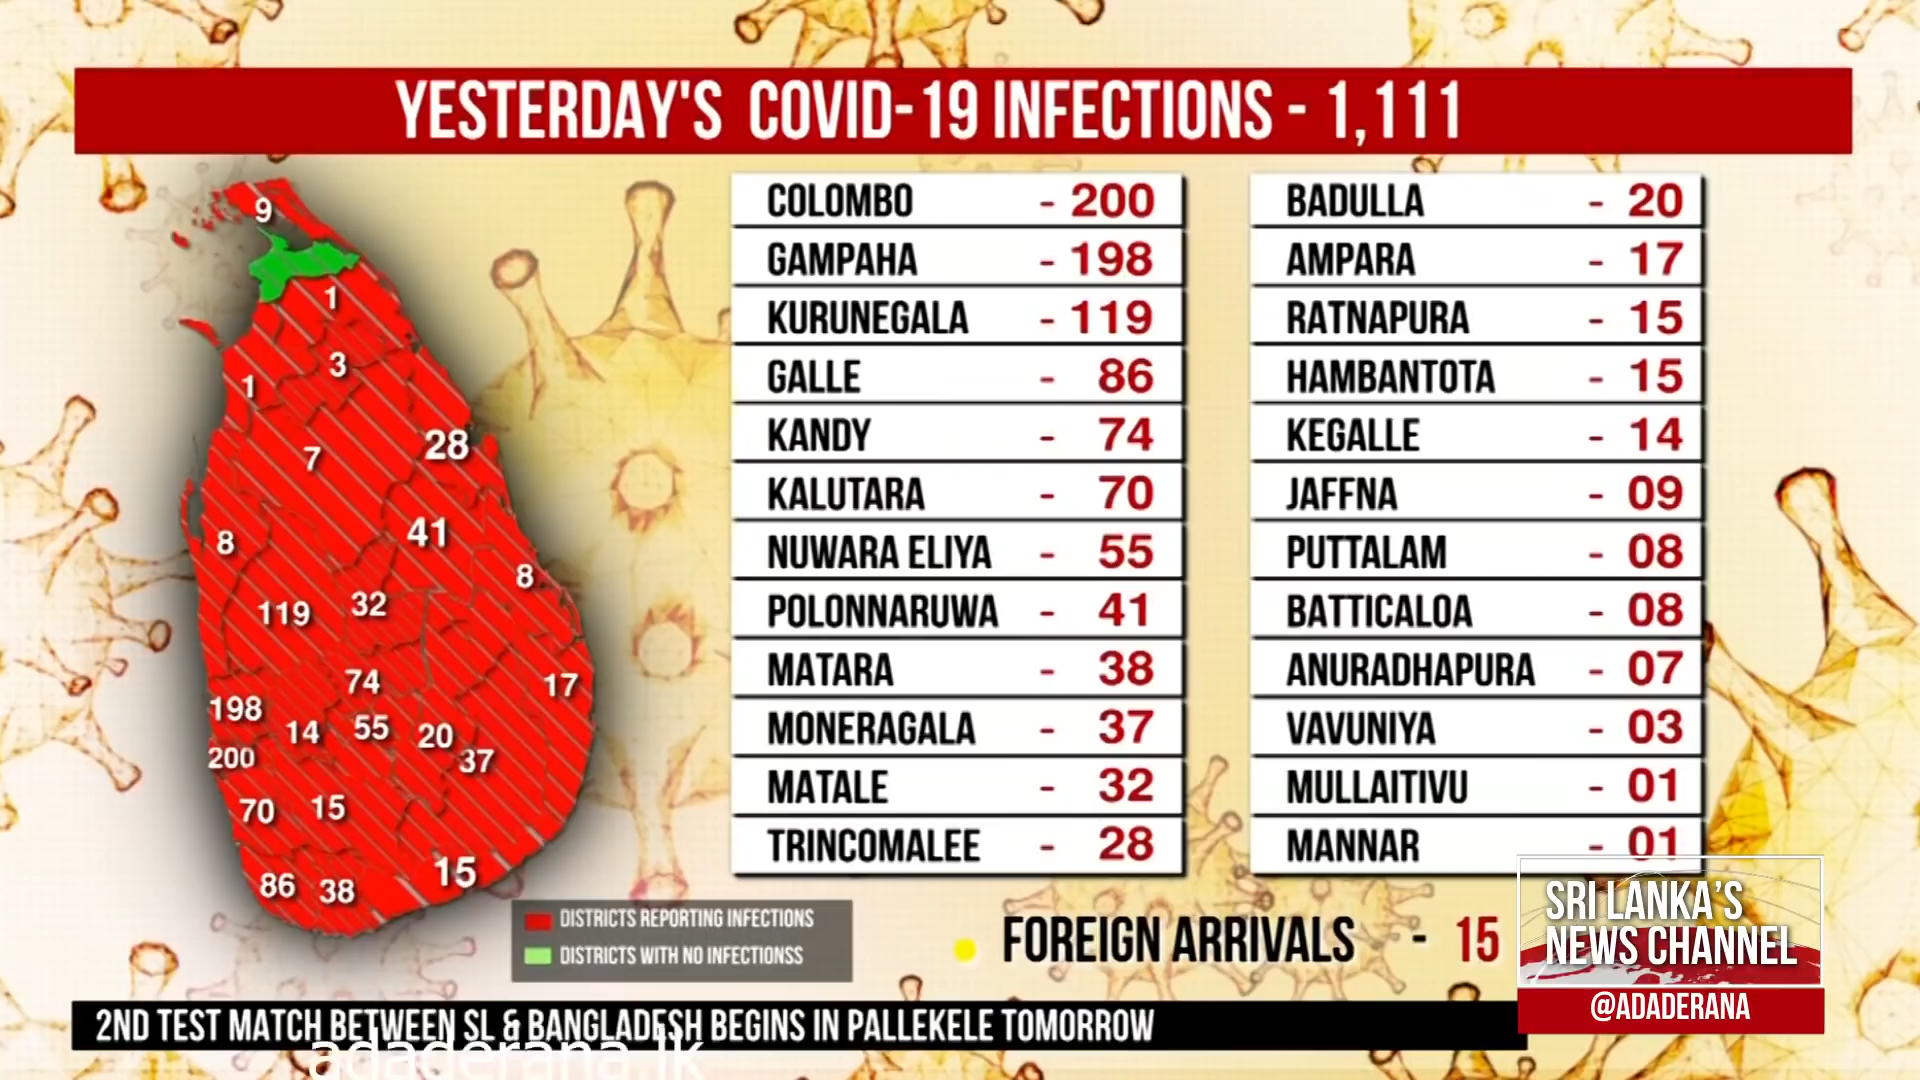 YESTERDAY'S COVID-19 INFECTIONS - 1,111
9
1
3
1
7
28
8
41
8
119
32
74
17
198
14
55
20
200
37
70
15
86
38
15
COLOMBO - 200
GAMPAHA - 198
KURUNEGALA - 119
GALLE - 86
KANDY - 74
KALUTARA - 70
NUWARA ELIYA - 55
POLONNARUWA - 41
MATARA - 38
MONERAGALA - 37
MATALE - 32
TRINCOMALEE - 28
BADULLA - 20
AMPARA - 17
RATNAPURA - 15
HAMBANTOTA - 15
KEGALLE - 14
JAFFNA - 09
PUTTALAM - 08
BATTICALOA - 08
ANURADHAPURA - 07
VAVUNIYA - 03
MULLAITIVU - 01
MANNAR - 01
DISTRICTS REPORTING INFECTIONS
DISTRICTS WITH NO INFECTIONSS
FOREIGN ARRIVALS - 15
SRI LANKA'S
NEWS CHANNEL
@ADADERANA
2ND TEST MATCH BETWEEN SL & BANGLADESH BEGINS IN PALLEKELE TOMORROW
adaderana.lk